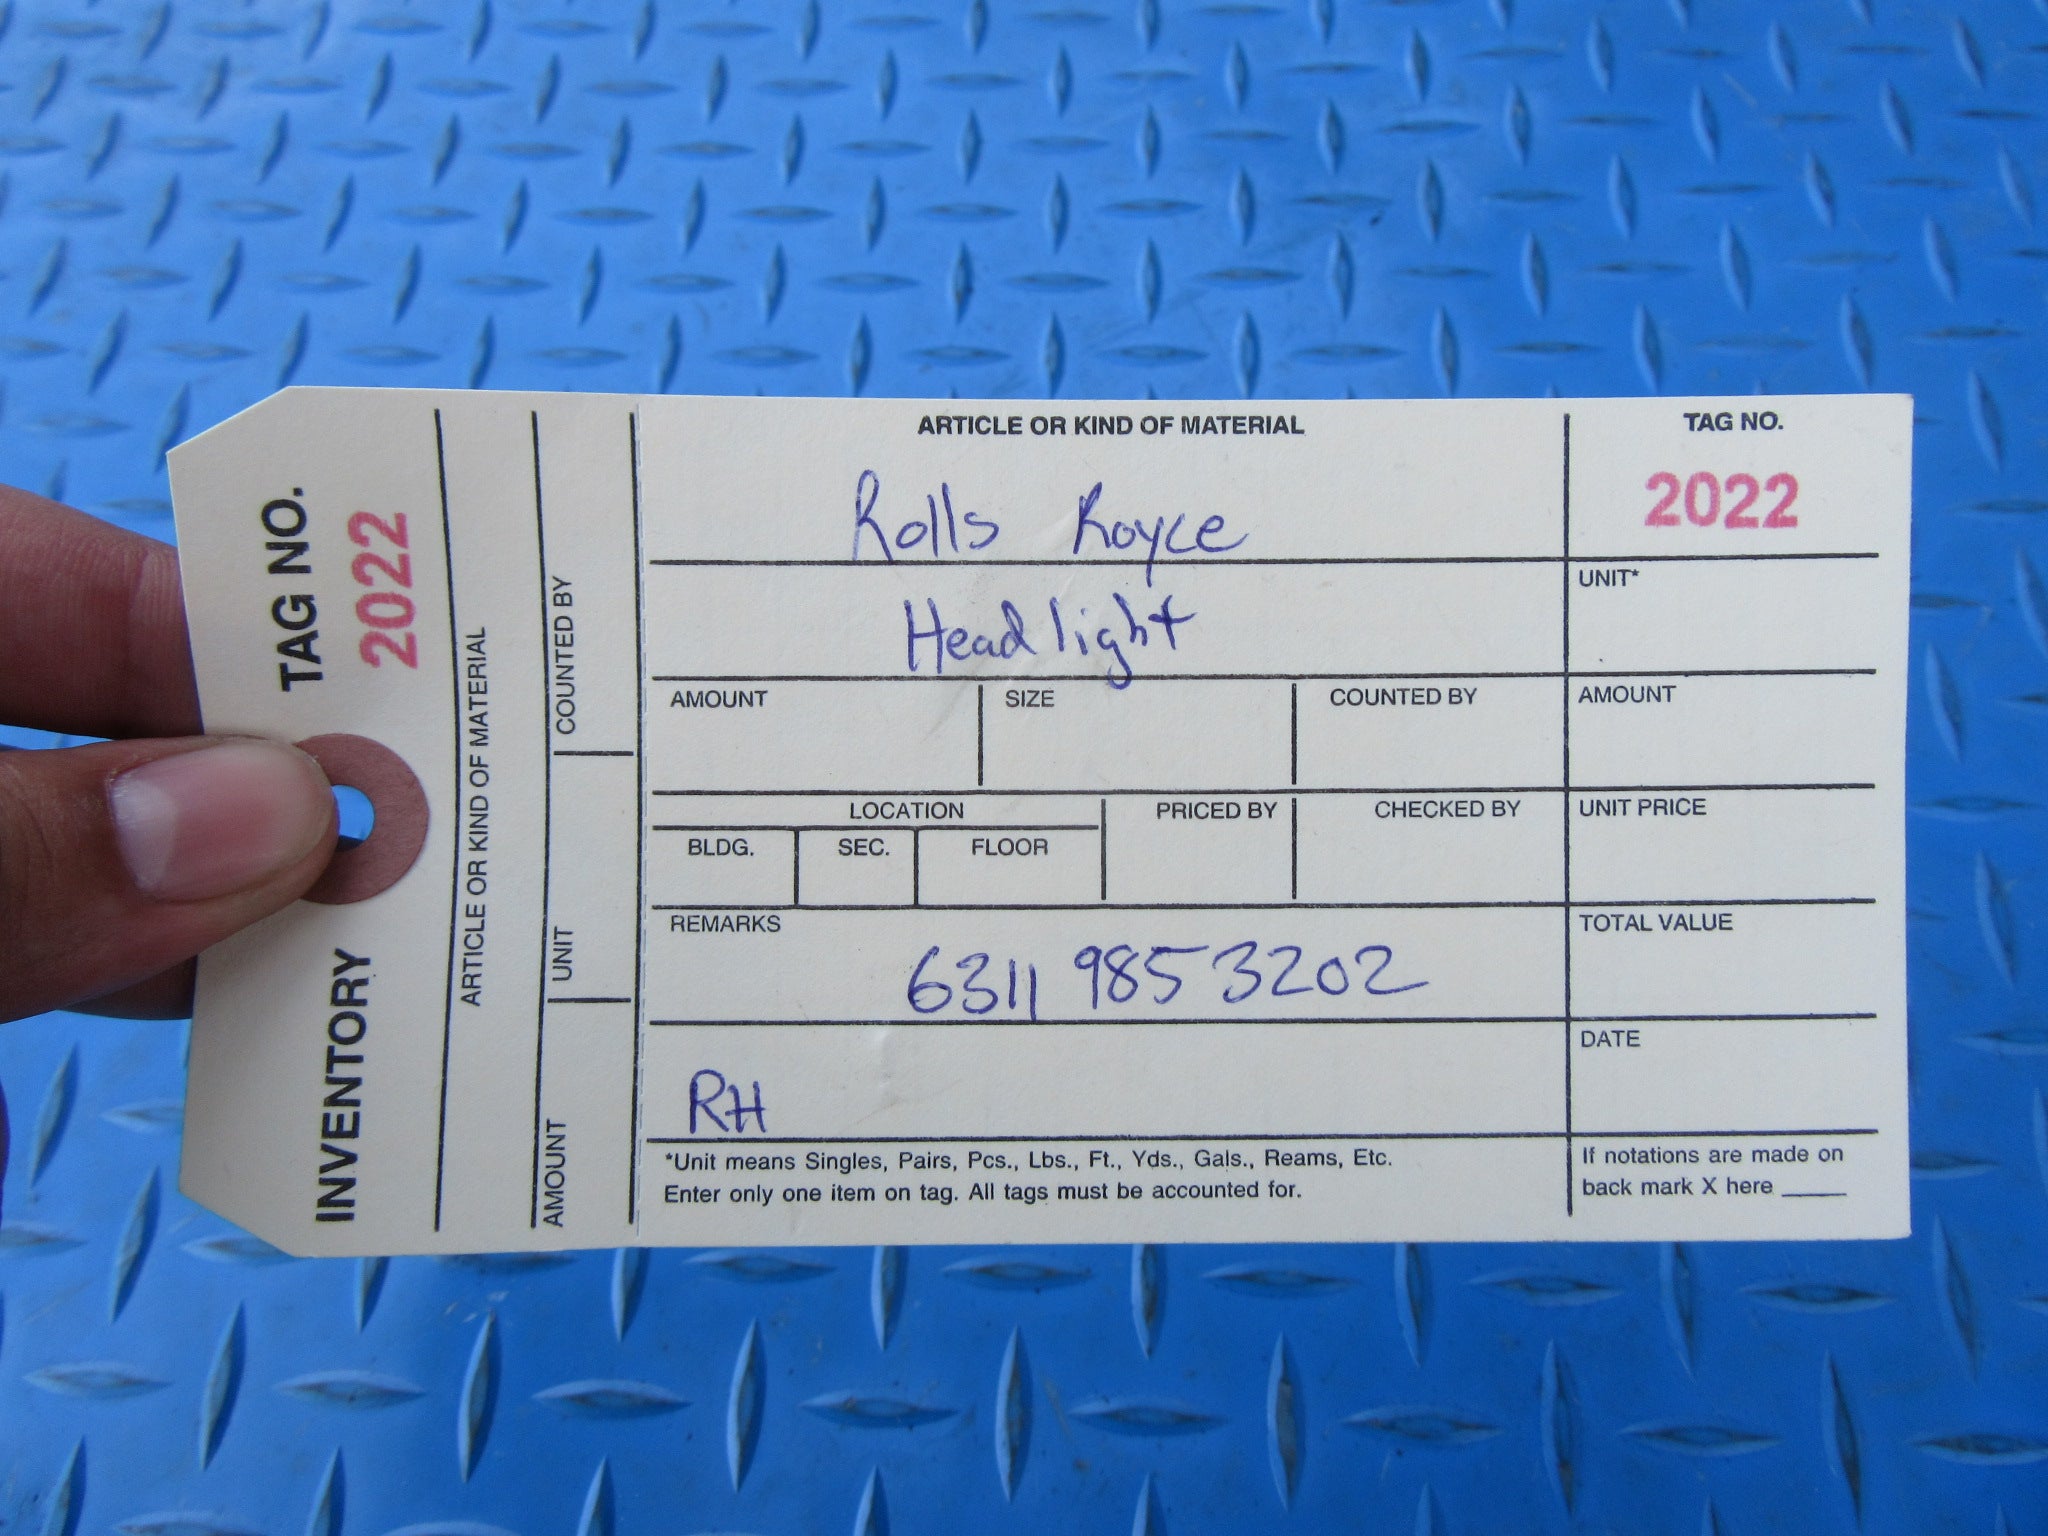 TAG NO.
2022
INVENTORY
ARTICLE OR KIND OF MATERIAL
COUNTED BY
UNIT
AMOUNT
ARTICLE OR KIND OF MATERIAL
Rolls Royce
Headlight
TAG NO.
2022
UNIT*
AMOUNT
SIZE
COUNTED BY
AMOUNT
LOCATION
PRICED BY
CHECKED BY
UNIT PRICE
BLDG.
SEC.
FLOOR
REMARKS
6311 9853202
TOTAL VALUE
RH
DATE
*Unit means Singles, Pairs, Pcs., Lbs., Ft., Yds., Gals., Reams, Etc.
Enter only one item on tag. All tags must be accounted for.
If notations are made on
back mark X here _____